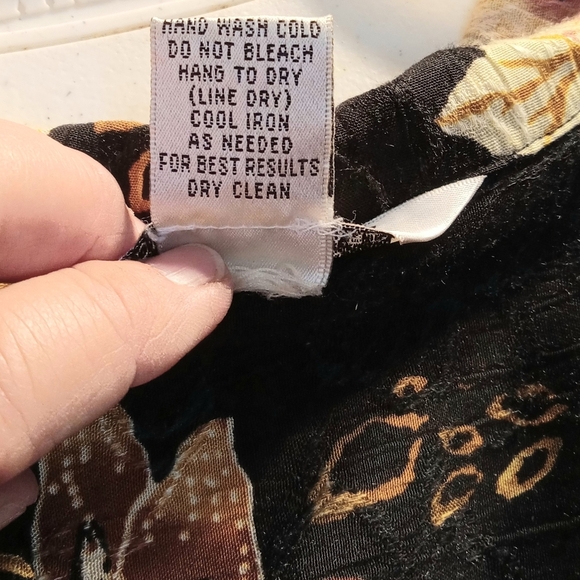 HAND WASH COLD
DO NOT BLEACH
HANG TO DRY
(LINE DRY)
COOL IRON
AS NEEDED
FOR BEST RESULTS
DRY CLEAN